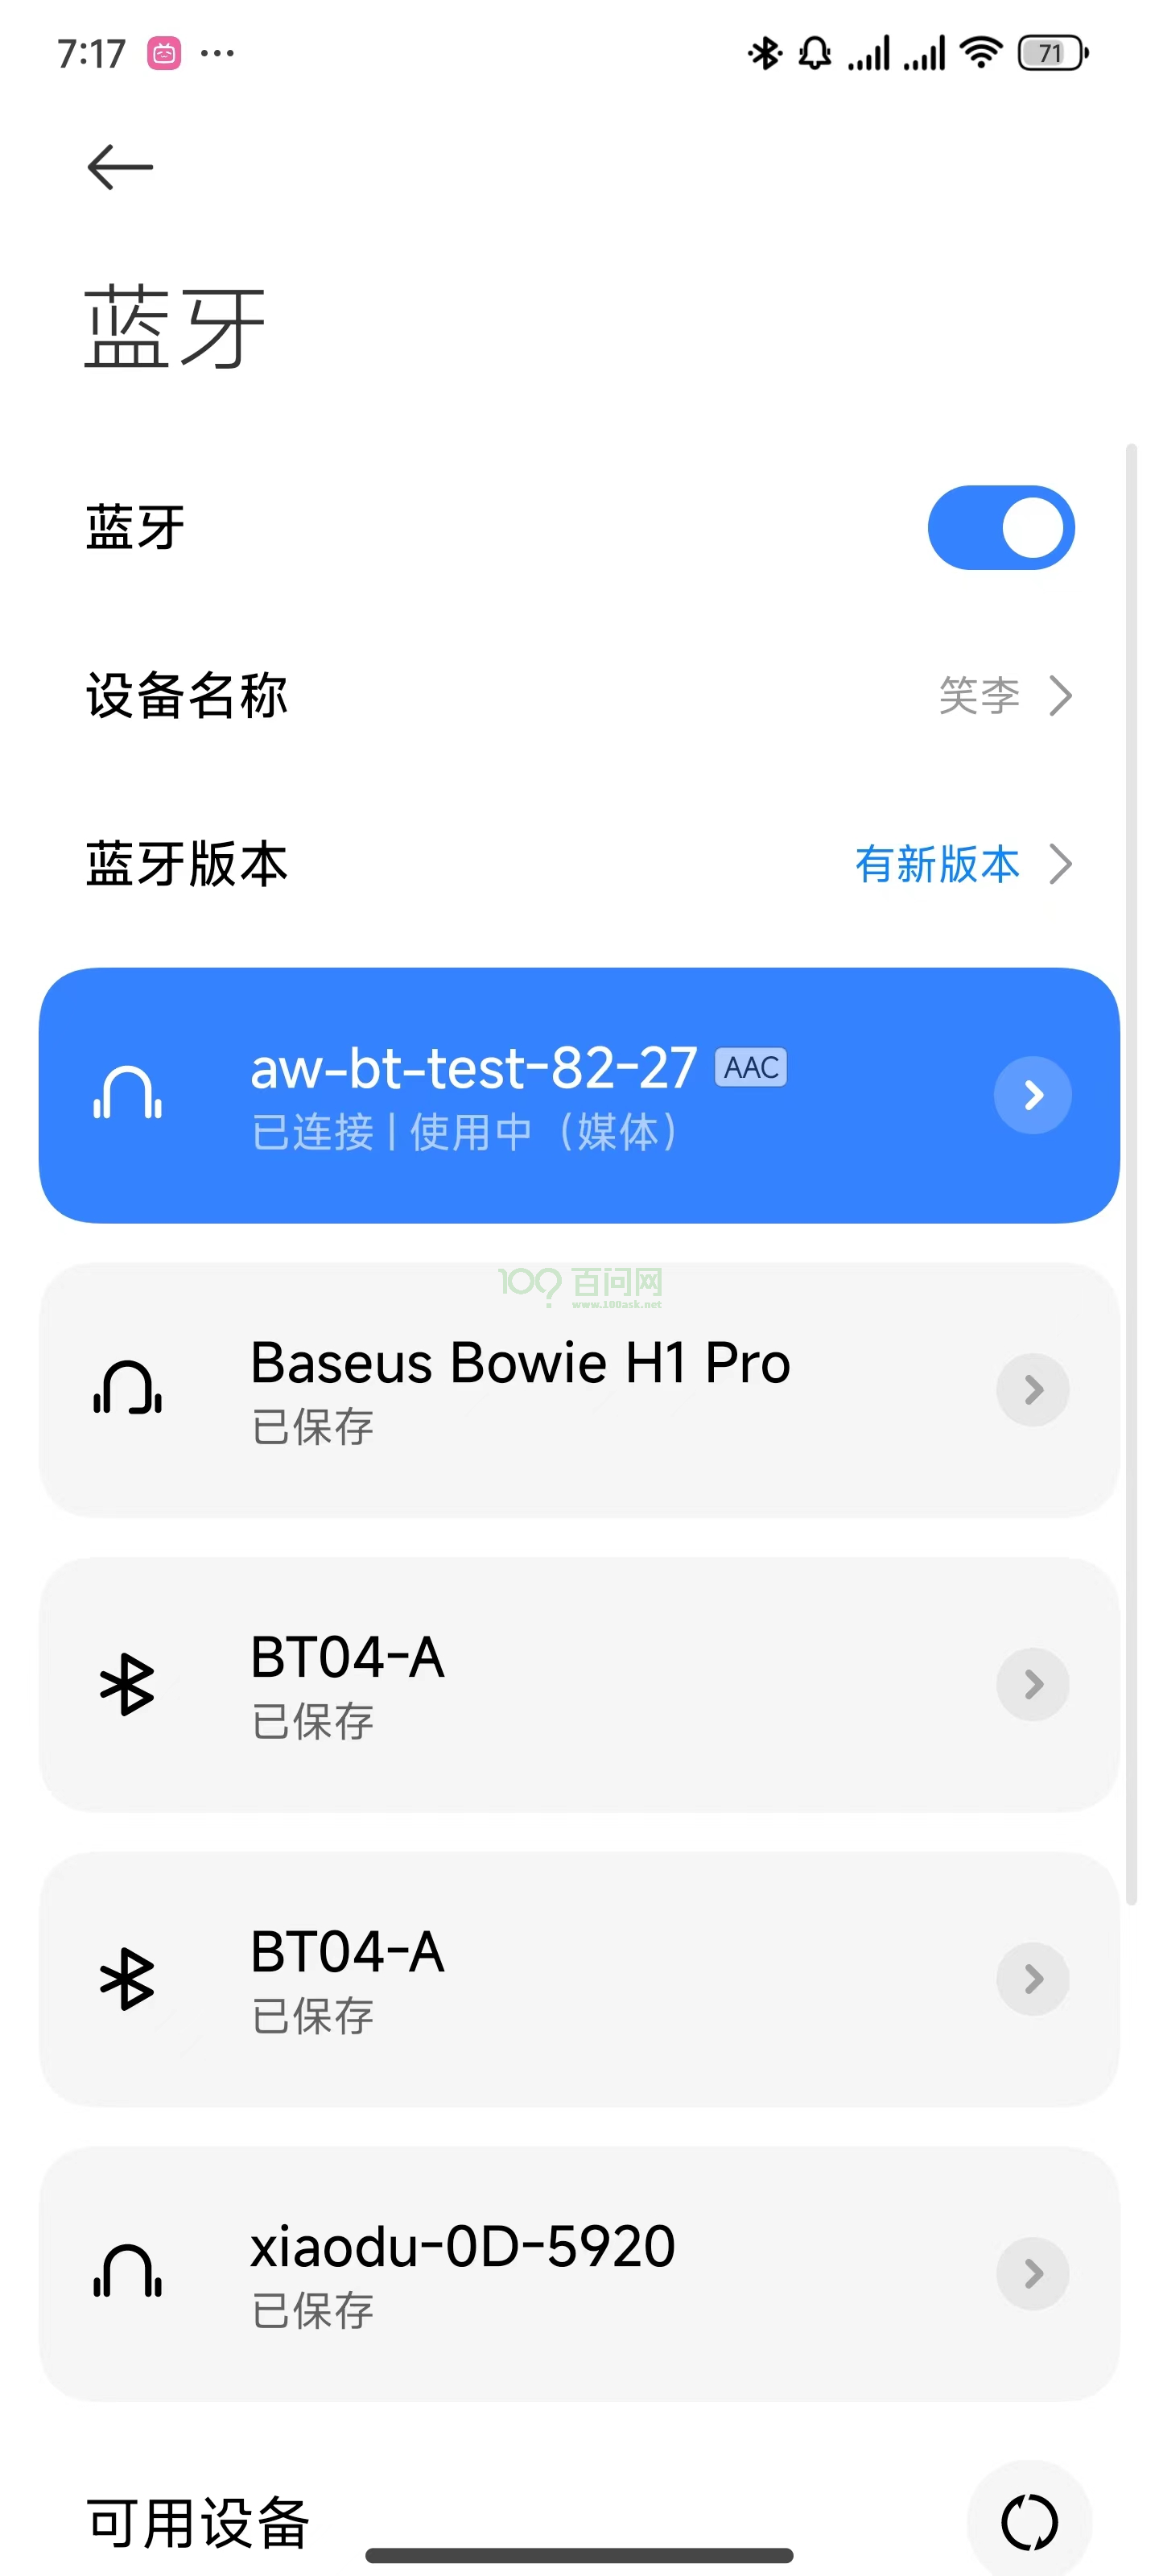 7:17
71
蓝牙
蓝牙
设备名称 笑李
蓝牙版本 有新版本
aw-bt-test-82-27 AAC
已连接 | 使用中（媒体）
100? 百问网
www.100ask.net
Baseus Bowie H1 Pro
已保存
BT04-A
已保存
BT04-A
已保存
xiaodu-0D-5920
已保存
可用设备